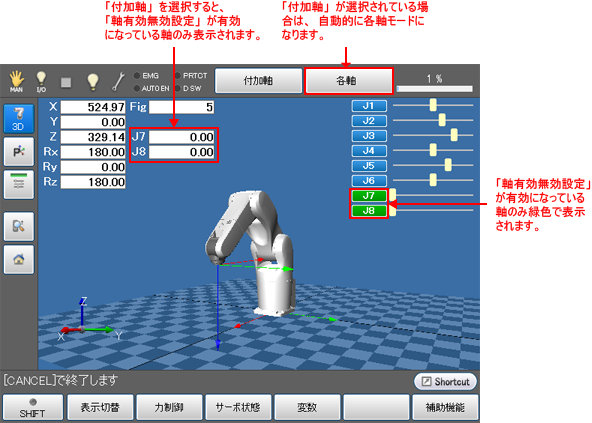 「付加軸」を選択すると、
「軸有効無効設定」が有効
になっている軸のみ表示されます。
「付加軸」が選択されている場
合は、自動的に各軸モードに
なります。
MAN
I/O
EMG
AUTO EN
PRTCT
D SW
付加軸
各軸
1 %
3D
X 524.97 Fig 5
Y 0.00
Z 329.14 J7 0.00
Rx 180.00 J8 0.00
Ry 0.00
Rz 180.00
J1
J2
J3
J4
J5
J6
J7
J8
「軸有効無効設定」
が有効になっている
軸のみ緑色で表示
されます。
P
Z
X
Y
[CANCEL]で終了します
Shortcut
SHIFT
表示切替
力制御
サーボ状態
変数
補助機能